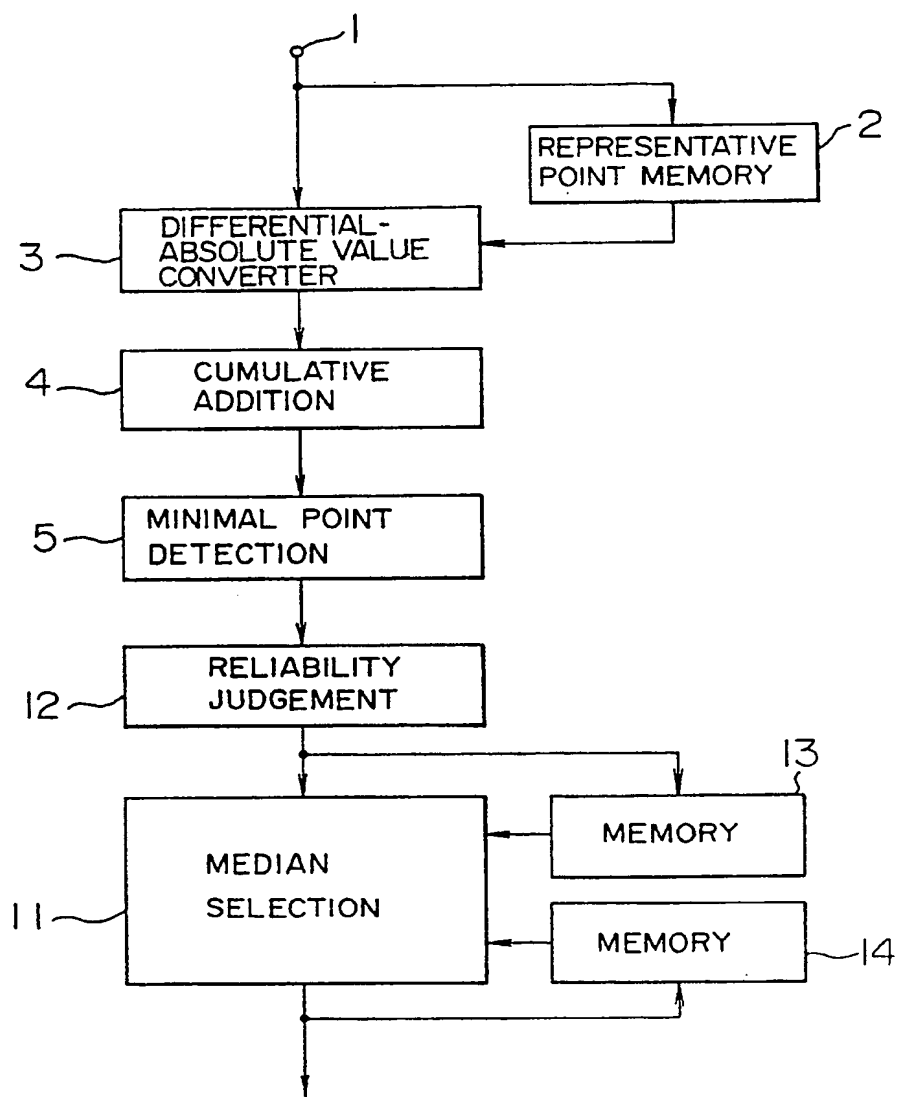 1
2
REPRESENTATIVE
POINT MEMORY
3
DIFFERENTIAL-
ABSOLUTE VALUE
CONVERTER
4
CUMULATIVE
ADDITION
5
MINIMAL POINT
DETECTION
12
RELIABILITY
JUDGEMENT
13
MEMORY
11
MEDIAN
SELECTION
MEMORY
14